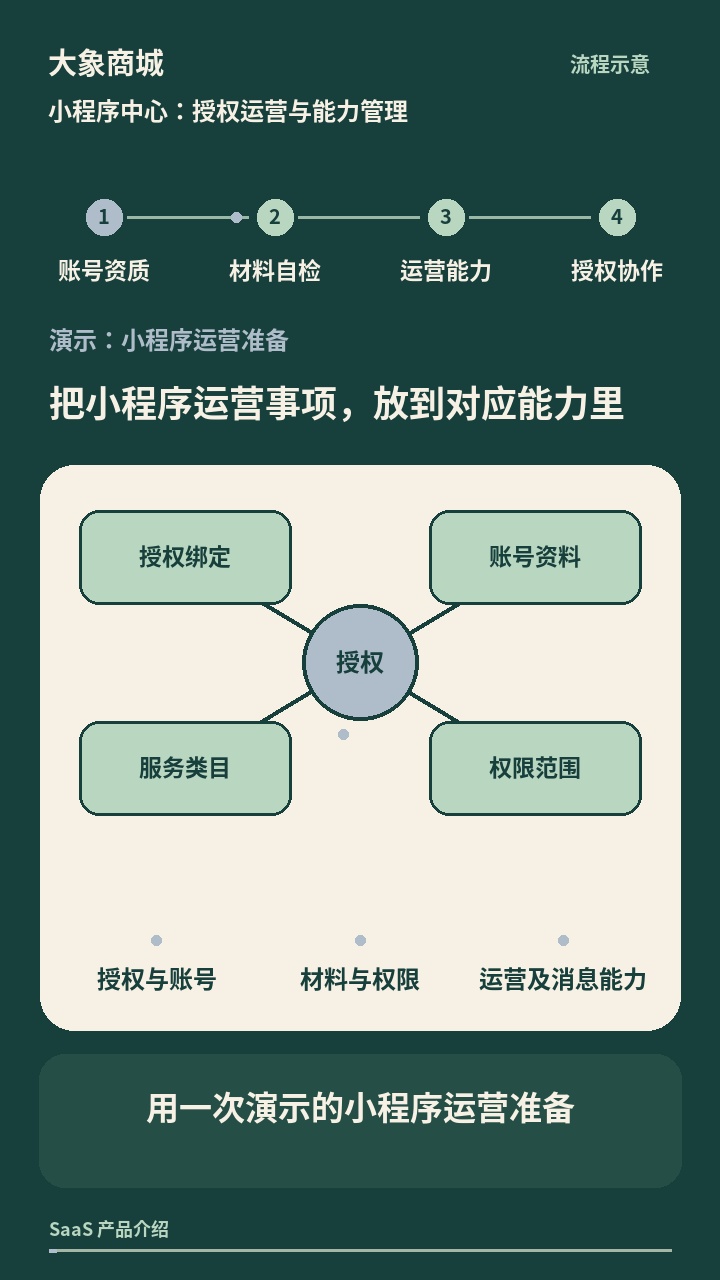 大象商城
流程示意
小程序中心：授权运营与能力管理
1
2
3
4
账号资质
材料自检
运营能力
授权协作
演示：小程序运营准备
把小程序运营事项，放到对应能力里
授权绑定
账号资料
授权
服务类目
权限范围
授权与账号
材料与权限
运营及消息能力
用一次演示的小程序运营准备
SaaS 产品介绍